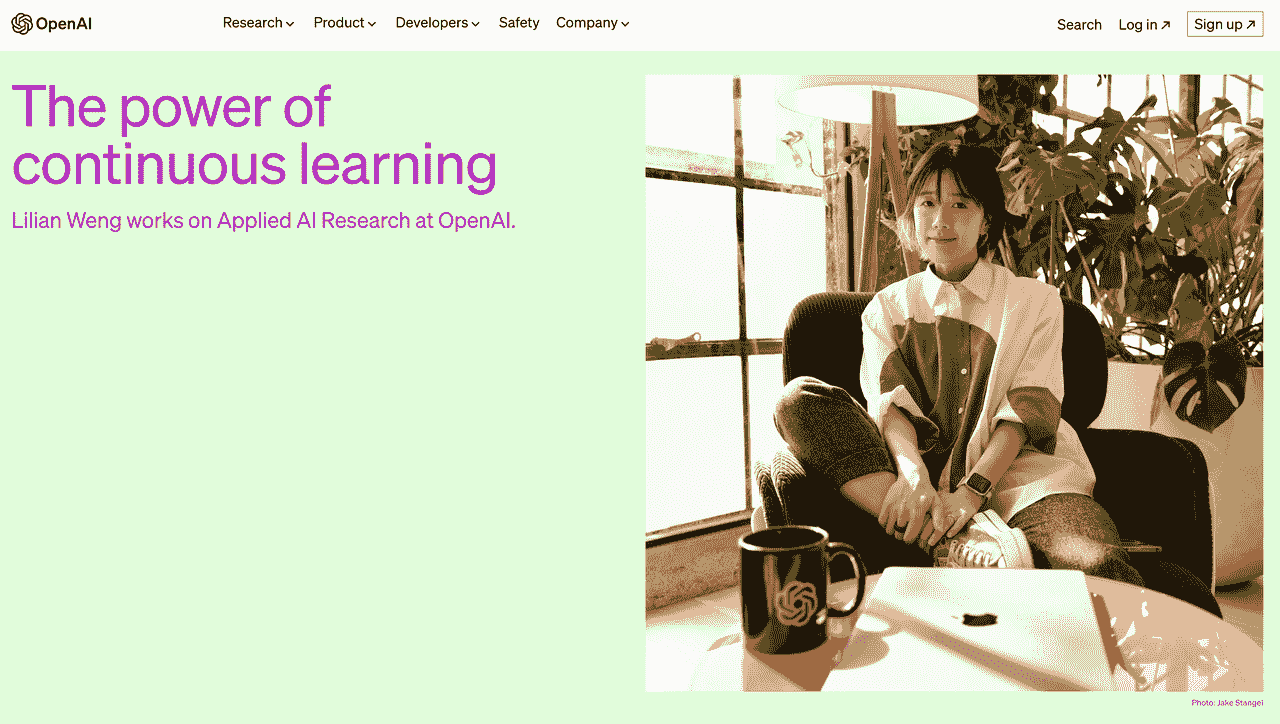 OpenAI
Research Product Developers Safety Company Search Log in ↗ Sign up ↗
The power of
continuous learning
Lilian Weng works on Applied AI Research at OpenAI.
Photo: Jake Stangel